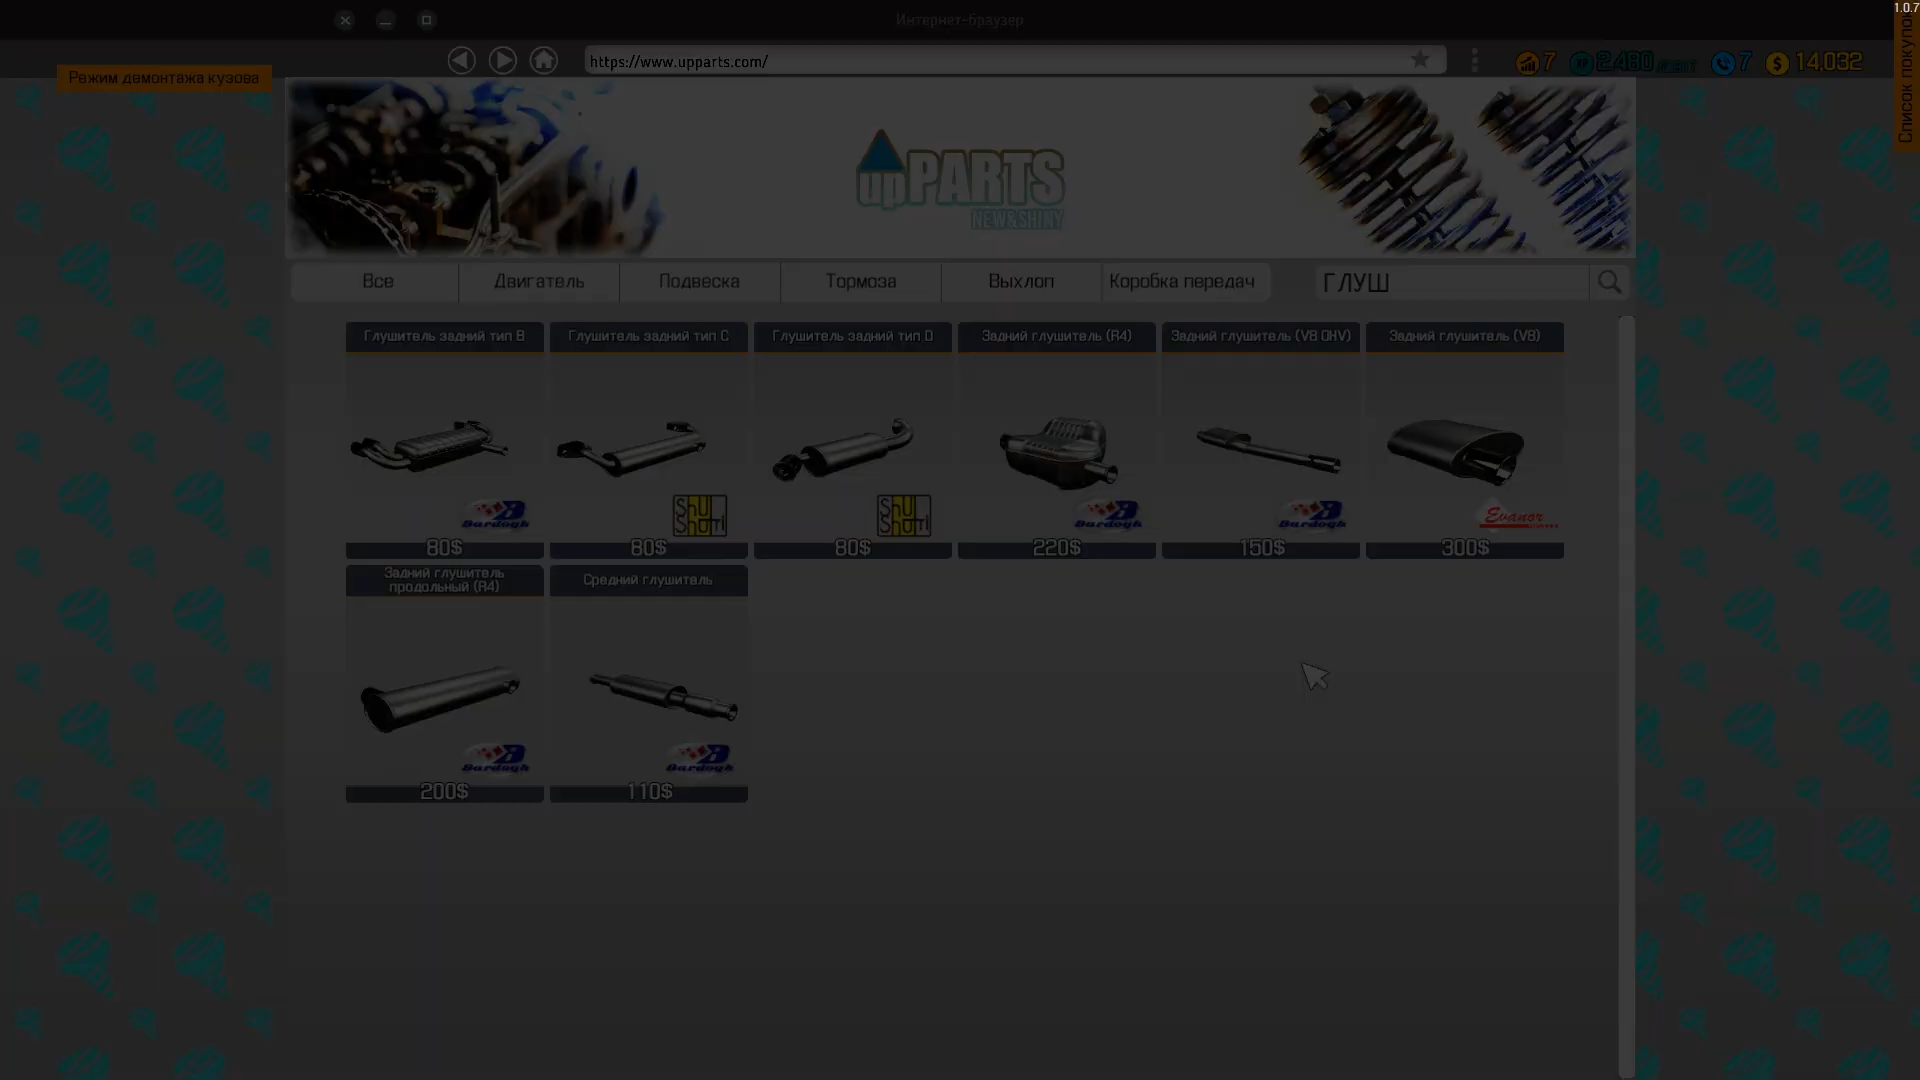 1.0.7
Интернет-браузер
https://www.upparts.com/
7
7
14,032
Режим демонтажа кузова
Список покупок
upPARTS
NEW&SHINY
Все
Двигатель
Подвеска
Тормоза
Выхлоп
Коробка передач
ГЛУШ
Глушитель задний тип B
Глушитель задний тип C
Глушитель задний тип D
Задний глушитель (R4)
Задний глушитель (V8 OHV)
Задний глушитель (V8)
Evanor
80$
80$
80$
220$
150$
300$
Задний глушитель
продольный (R4)
Средний глушитель
200$
110$